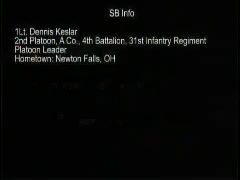 SB Info
1Lt. Dennis Keslar
2nd Platoon, A Co., 4th Battalion, 31st Infantry Regiment
Platoon Leader
Hometown: Newton Falls, OH